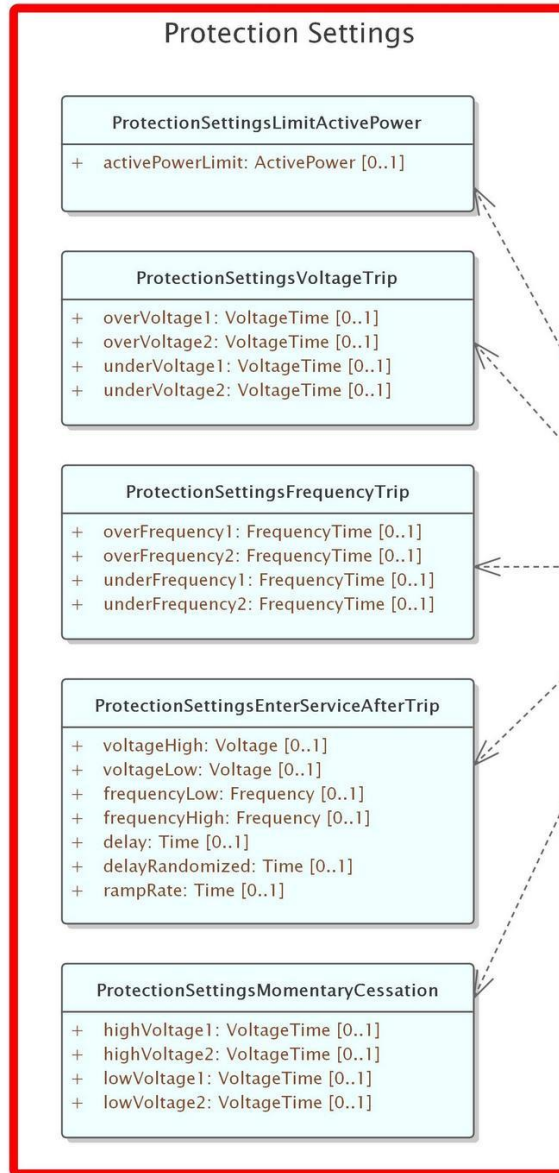 Protection Settings
ProtectionSettingsLimitActivePower
+ activePowerLimit: ActivePower [0..1]
ProtectionSettingsVoltageTrip
+ overVoltage1: VoltageTime [0..1]
+ overVoltage2: VoltageTime [0..1]
+ underVoltage1: VoltageTime [0..1]
+ underVoltage2: VoltageTime [0..1]
ProtectionSettingsFrequencyTrip
+ overFrequency1: FrequencyTime [0..1]
+ overFrequency2: FrequencyTime [0..1]
+ underFrequency1: FrequencyTime [0..1]
+ underFrequency2: FrequencyTime [0..1]
ProtectionSettingsEnterServiceAfterTrip
+ voltageHigh: Voltage [0..1]
+ voltageLow: Voltage [0..1]
+ frequencyLow: Frequency [0..1]
+ frequencyHigh: Frequency [0..1]
+ delay: Time [0..1]
+ delayRandomized: Time [0..1]
+ rampRate: Time [0..1]
ProtectionSettingsMomentaryCessation
+ highVoltage1: VoltageTime [0..1]
+ highVoltage2: VoltageTime [0..1]
+ lowVoltage1: VoltageTime [0..1]
+ lowVoltage2: VoltageTime [0..1]